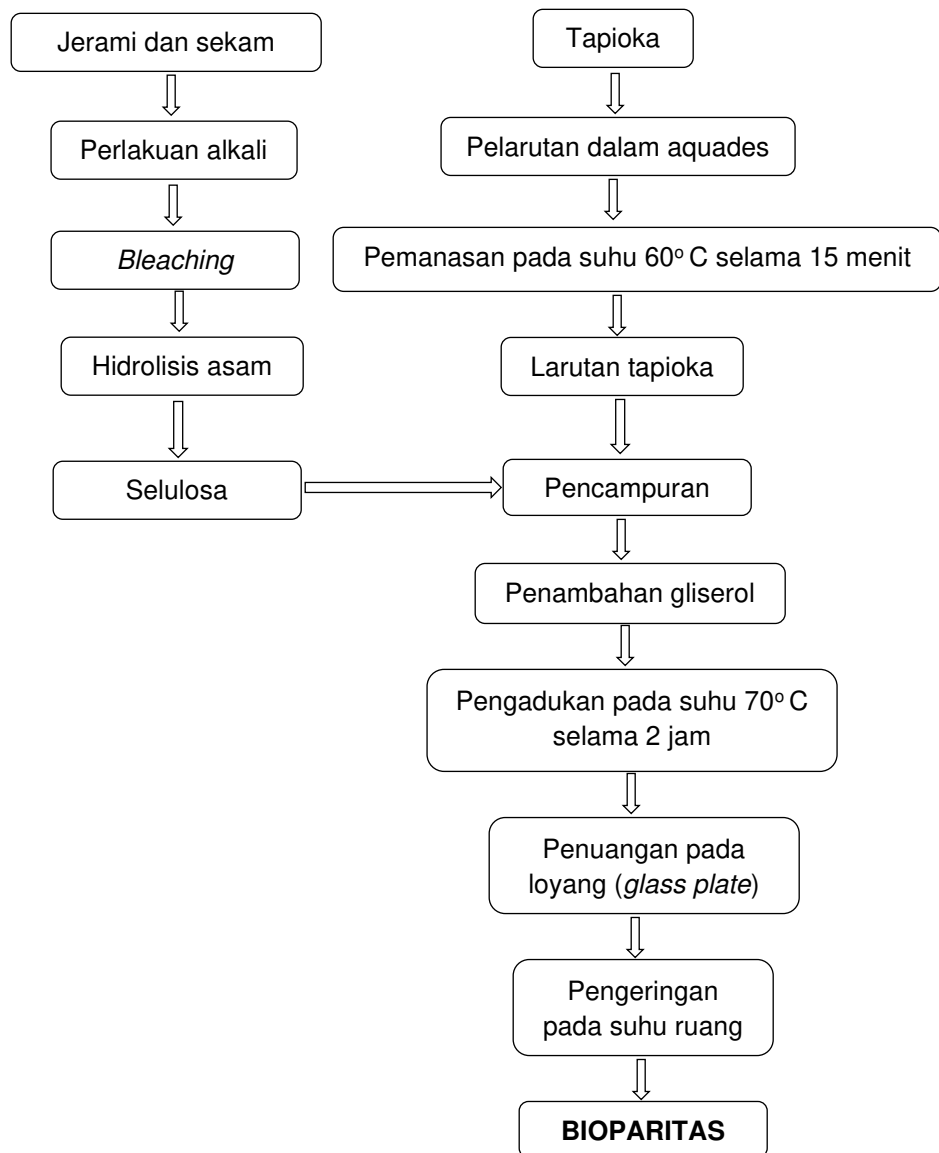 Jerami dan sekam
Perlakuan alkali
Bleaching
Hidrolisis asam
Selulosa
Tapioka
Pelarutan dalam aquades
Pemanasan pada suhu 60º C selama 15 menit
Larutan tapioka
Pencampuran
Penambahan gliserol
Pengadukan pada suhu 70º C
selama 2 jam
Penuangan pada
loyang (glass plate)
Pengeringan
pada suhu ruang
BIOPARITAS